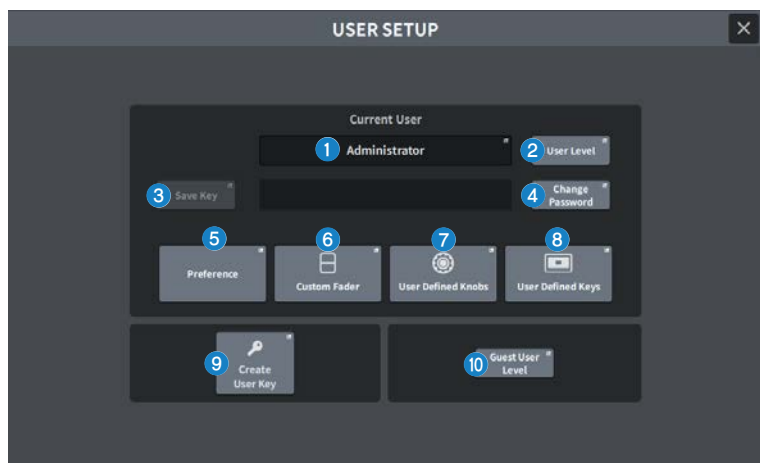 USER SETUP
Current User
1 Administrator
2 User Level
3 Save Key
4 Change
Password
5
Preference
6
Custom Fader
7
User Defined Knobs
8
User Defined Keys
9
Create
User Key
10 Guest User
Level